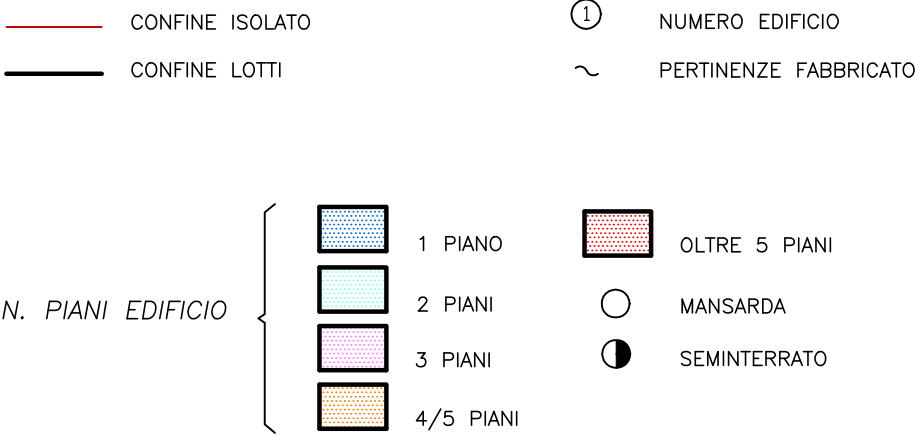 CONFINE ISOLATO
1 NUMERO EDIFICIO
CONFINE LOTTI
PERTINENZE FABBRICATO
N. PIANI EDIFICIO
1 PIANO
2 PIANI
3 PIANI
4/5 PIANI
OLTRE 5 PIANI
MANSARDA
SEMINTERRATO